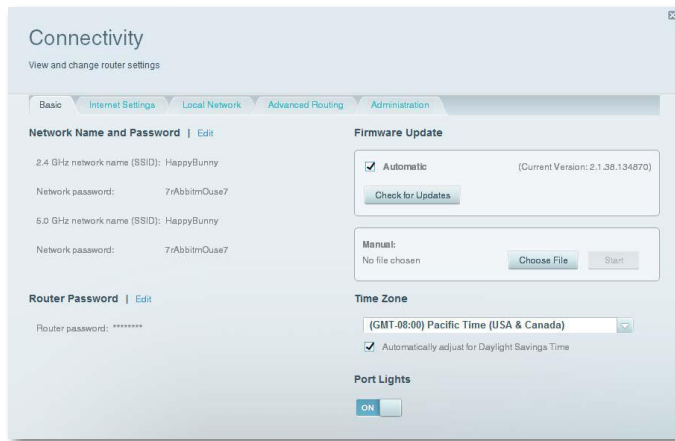 Connectivity
View and change router settings
Basic
Internet Settings
Local Network
Advanced Routing
Administration
Network Name and Password | Edit
2.4 GHz network name (SSID): HappyBunny
Network password: 7rAbbitmOuse7
5.0 GHz network name (SSID): HappyBunny
Network password: 7rAbbitmOuse7
Router Password | Edit
Router password: ********
Firmware Update
Automatic
(Current Version: 2.1.38.134870)
Check for Updates
Manual:
No file chosen
Choose File
Start
Time Zone
(GMT-08:00) Pacific Time (USA & Canada)
Automatically adjust for Daylight Savings Time
Port Lights
ON